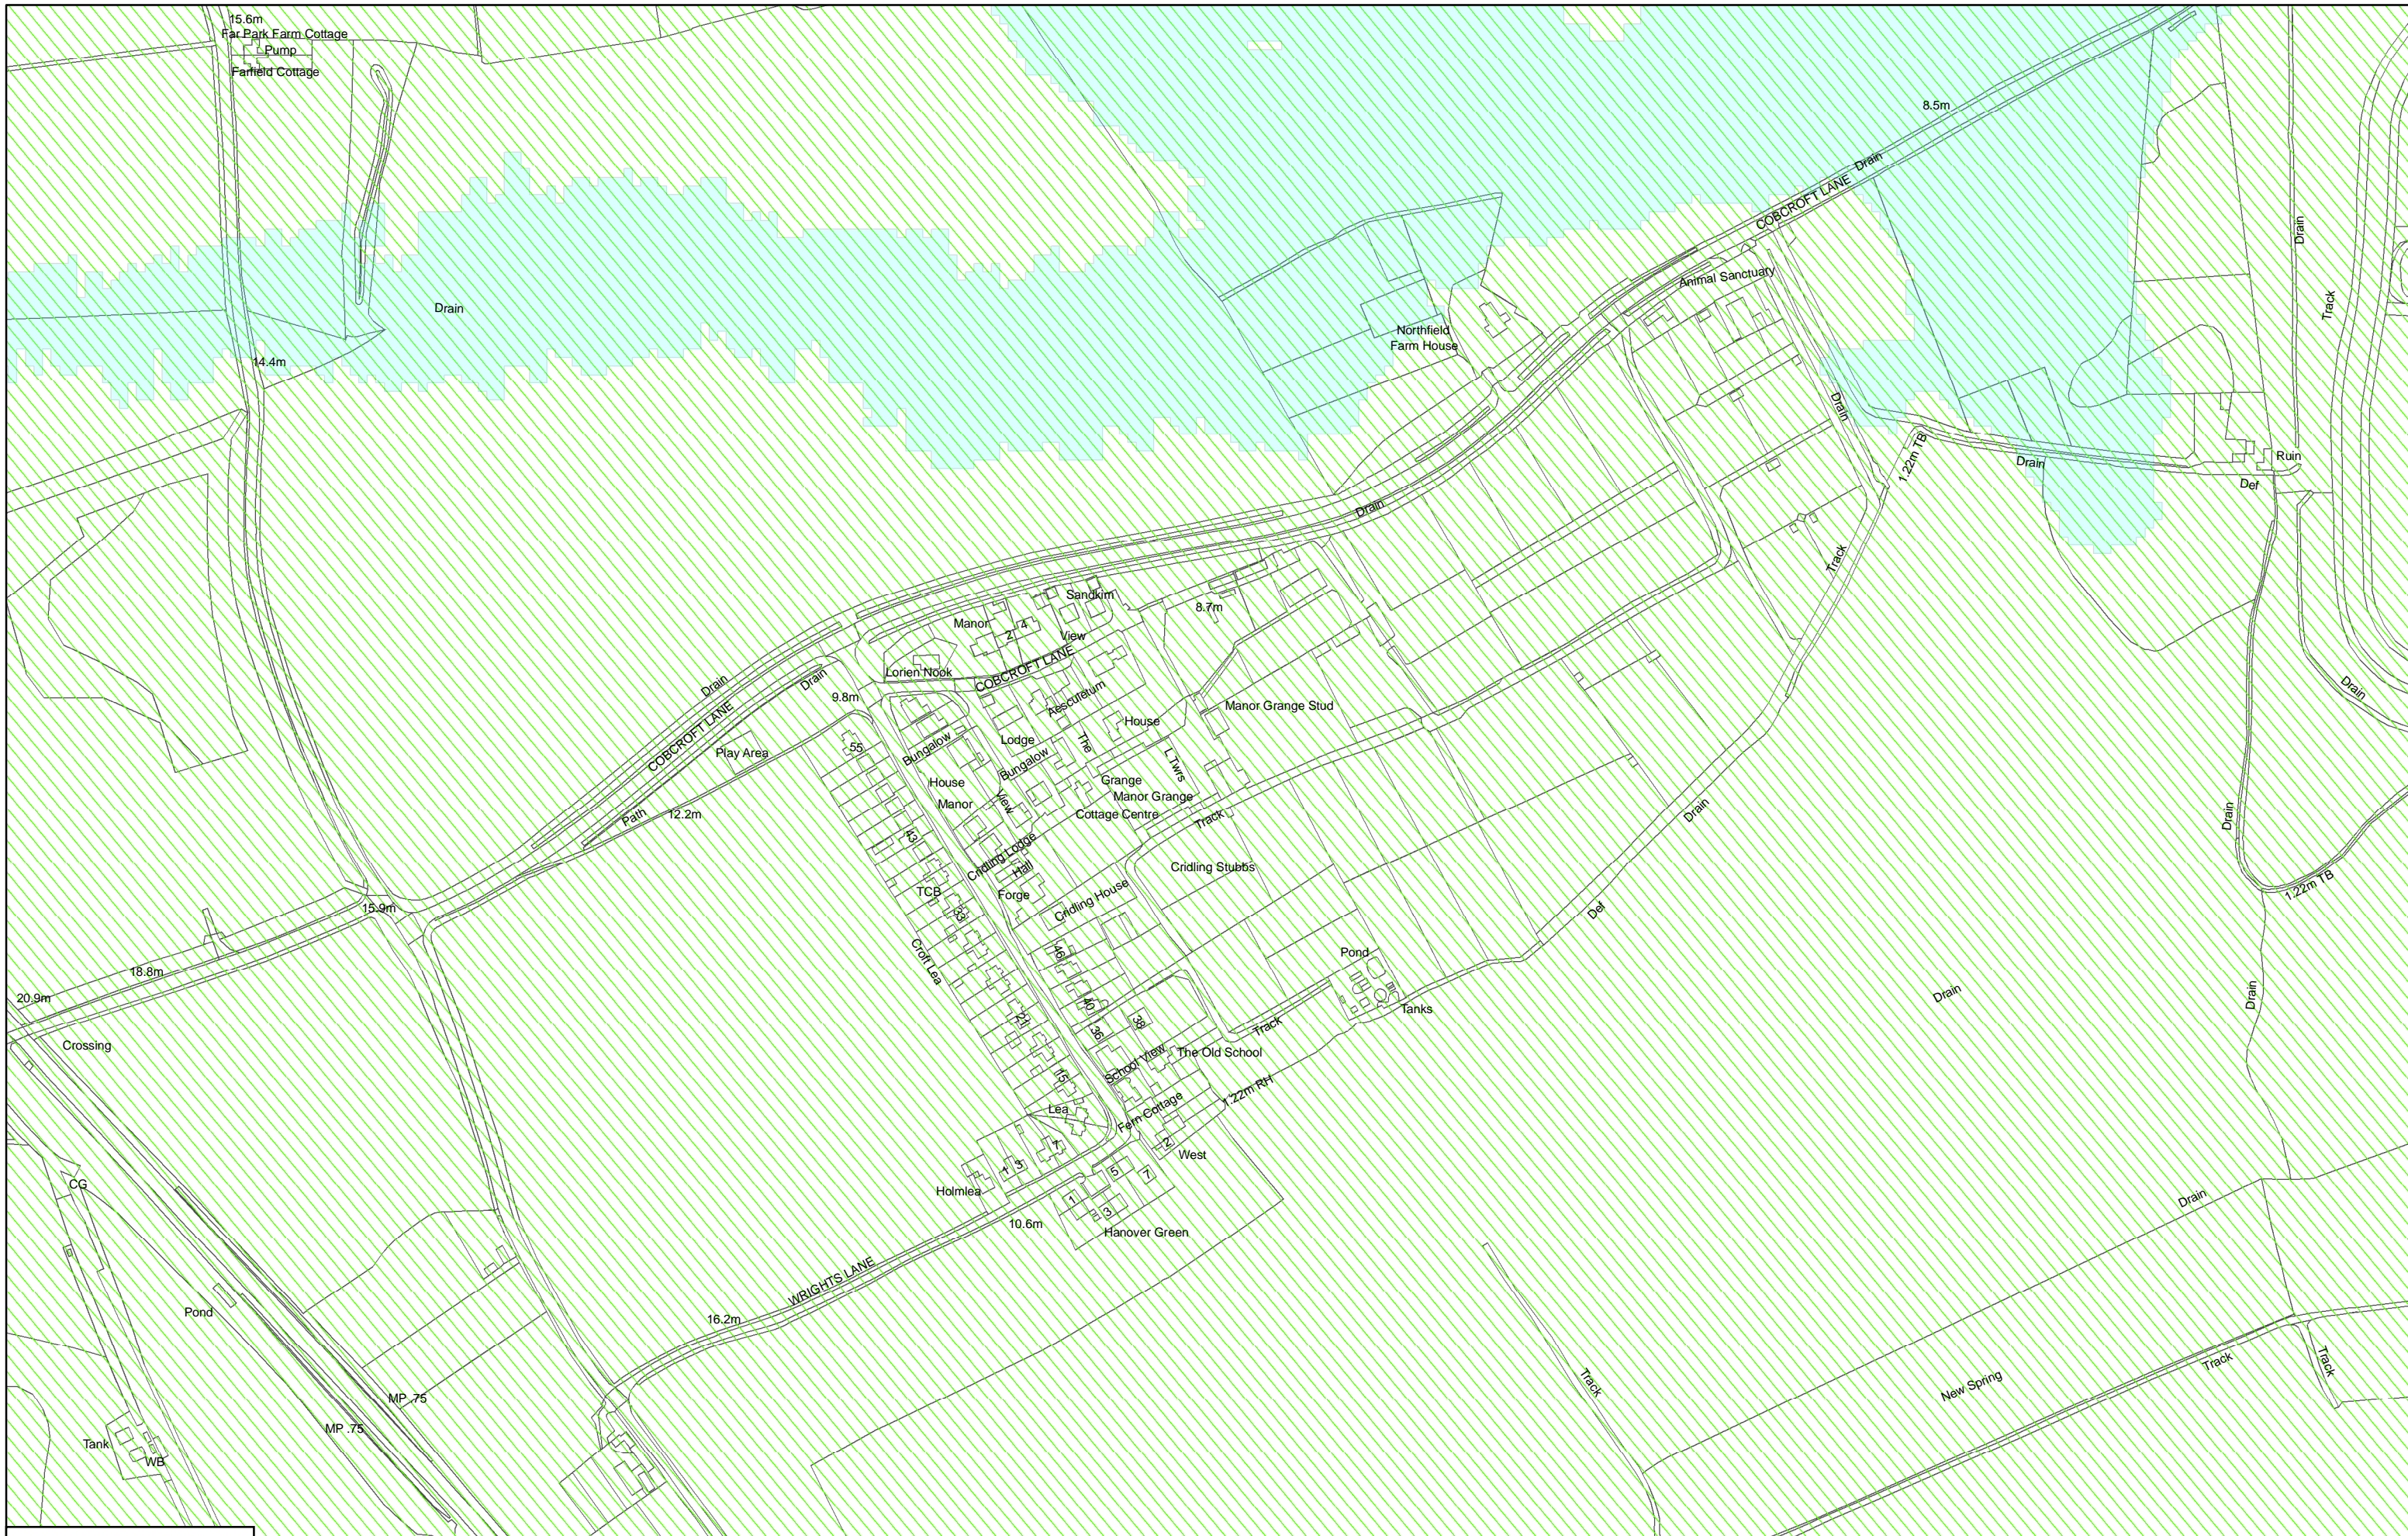 15.6m
Far Park Farm Cottage
Pump
Farfield Cottage
8.5m
Drain
COBCROFT LANE
Drain
Track
Animal Sanctuary
Drain
14.4m
Northfield
Farm House
Drain
1.22m TB
Drain
Ruin
Def
Drain
Track
Sandkim
8.7m
Manor
2
4
View
Lorien Nook
COBCROFT LANE
Drain
Drain
9.8m
COBCROFT LANE
Aesculetum
Manor Grange Stud
Drain
House
Play Area
55
Bungalow
Lodge
The
Bungalow
L Twrs
House
Grange
Manor
View
Manor Grange
Cottage Centre
Path
12.2m
Track
Drain
Drain
43
Cridling Lodge
Hall
Cridling Stubbs
TCB
Forge
Cridling House
1.22m TB
15.9m
33
Def
Croft Lea
46
Pond
18.8m
20.9m
Drain
Drain
40
Tanks
21
38
36
Track
Crossing
School View
The Old School
15
1.22m RH
Lea
Fern Cottage
7
2
West
1
3
5
7
CG
Holmlea
1
3
10.6m
Hanover Green
Drain
WRIGHTS LANE
Pond
16.2m
Track
Track
Track
New Spring
MP .75
MP .75
Tank
WB